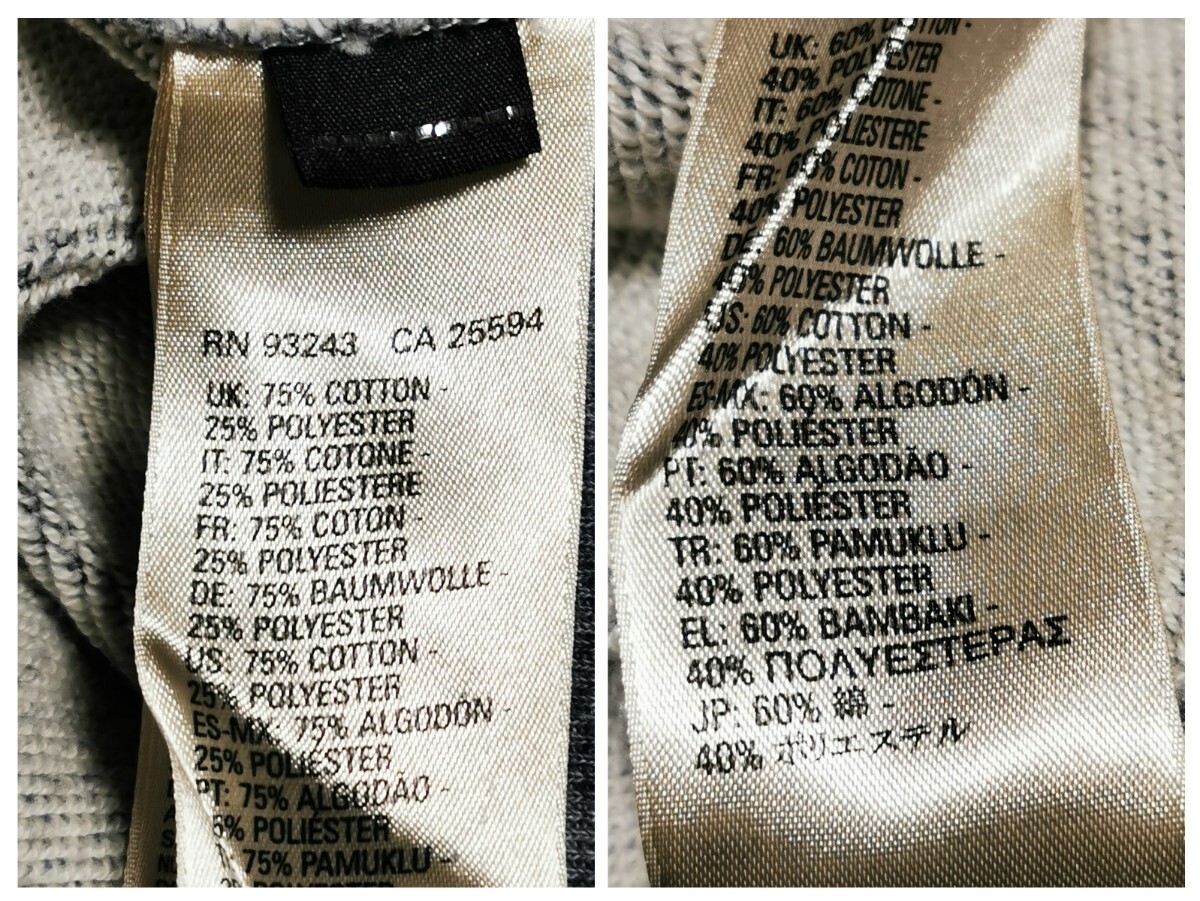 RN 93243 CA 25594
UK: 75% COTTON -
25% POLYESTER
IT: 75% COTONE -
25% POLIESTERE
FR: 75% COTON -
25% POLYESTER
DE: 75% BAUMWOLLE -
25% POLYESTER
US: 75% COTTON -
25% POLYESTER
ES-MX: 75% ALGODÓN -
25% POLIÉSTER
PT: 75% ALGODÃO -
5% POLIÉSTER
75% PAMUKLU -
UK: 60% COTTON -
40% POLYESTER
IT: 60% COTONE -
40% POLIESTERE
FR: 60% COTON -
40% POLYESTER
DE: 60% BAUMWOLLE -
40% POLYESTER
US: 60% COTTON -
40% POLYESTER
ES-MX: 60% ALGODÓN -
40% POLIÉSTER
PT: 60% ALGODÃO -
40% POLIÉSTER
TR: 60% PAMUKLU -
40% POLYESTER
EL: 60% BAMBAKI -
40% ΠΟΛΥΕΣΤΕΡΑΣ
JP: 60% 綿 -
40% ポリエステル